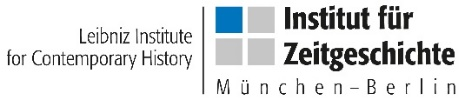 Leibniz Institute
for Contemporary History
Institut für
Zeitgeschichte
München–Berlin